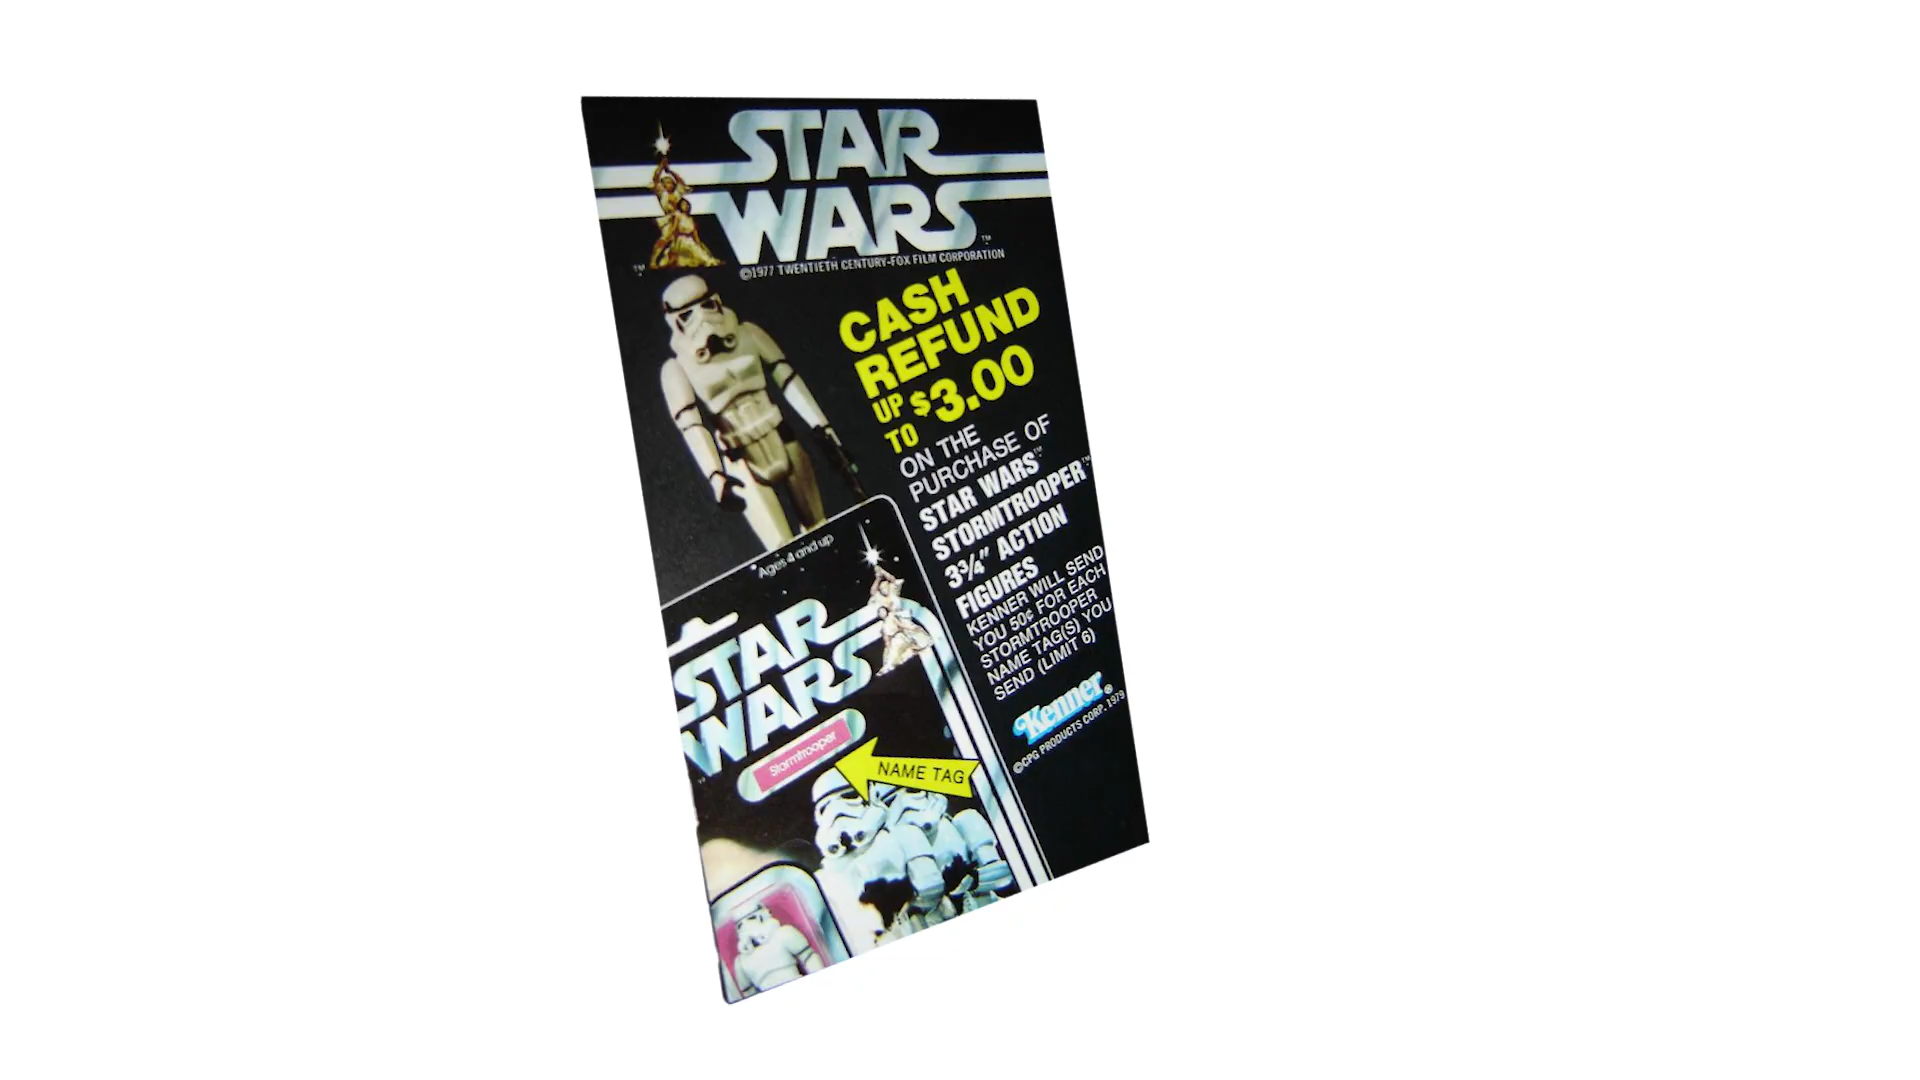 STAR
WARS
™
™
©1977 TWENTIETH CENTURY-FOX FILM CORPORATION
CASH
REFUND
UP TO $3.00
ON THE
PURCHASE OF
STAR WARS™
STORMTROOPER™
3¾" ACTION
FIGURES
KENNER WILL SEND
YOU 50¢ FOR EACH
STORMTROOPER
NAME TAG(S) YOU
SEND (LIMIT 6)
Kenner®
©CPG PRODUCTS CORP. 1979
Ages 4 and up
STAR
WARS
Stormtrooper
NAME TAG